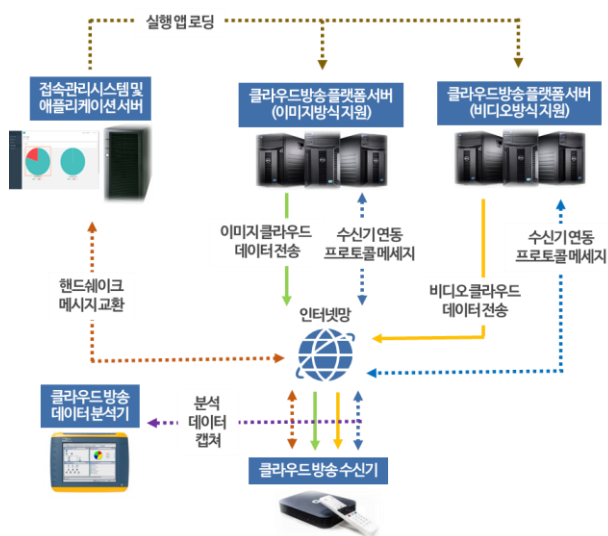 실행 앱 로딩
접속관리시스템 및
애플리케이션 서버
클라우드방송 플랫폼 서버
(이미지방식 지원)
클라우드방송 플랫폼 서버
(비디오방식 지원)
이미지 클라우드
데이터 전송
수신기 연동
프로토콜 메세지
수신기 연동
프로토콜 메세지
핸드쉐이크
메시지 교환
비디오 클라우드
데이터 전송
인터넷망
클라우드 방송
데이터 분석기
분석
데이터
캡쳐
클라우드 방송 수신기